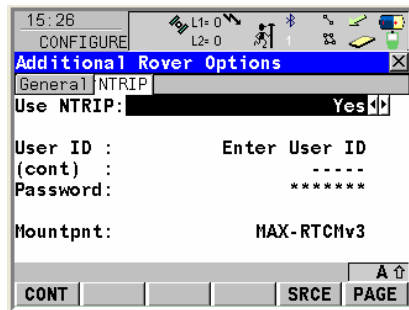 15:26
CONFIGURE
L1= 0
L2= 0
1
Additional Rover Options
General NTRIP
Use NTRIP: Yes
User ID : Enter User ID
(cont) : -----
Password: *******
Mountpnt: MAX-RTCMv3
A
CONT SRCE PAGE